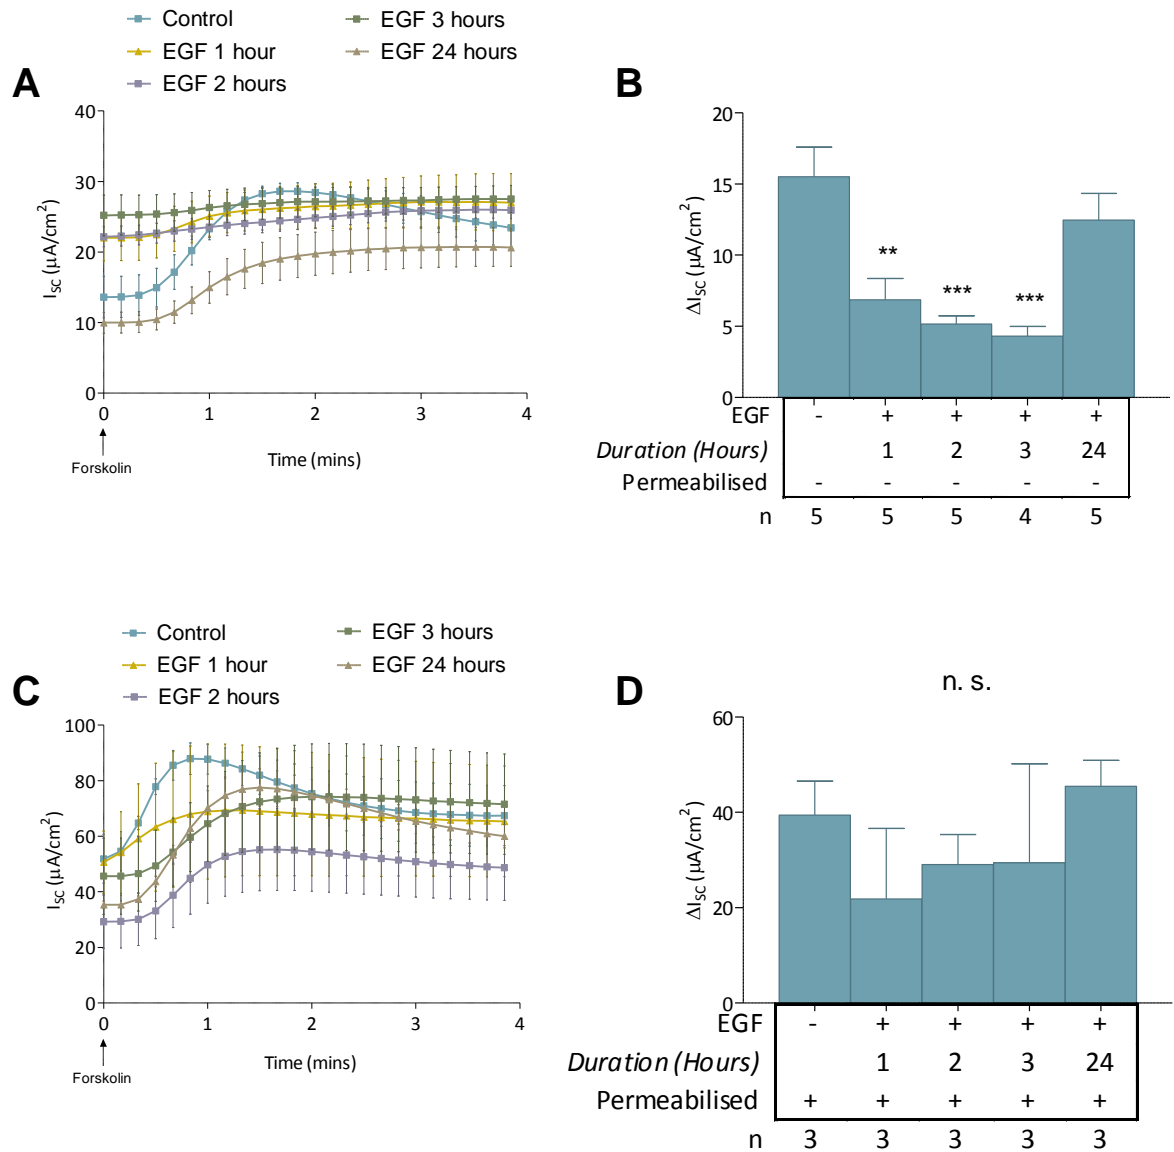 Control
EGF 3 hours
EGF 1 hour
EGF 24 hours
EGF 2 hours
A
40
30
20
10
0
I_SC (µA/cm²)
0 1 2 3 4
Forskolin
Time (mins)
B
20
15
10
5
0
ΔI_SC (µA/cm²)
** *** ***
EGF - + + + +
Duration (Hours) 1 2 3 24
Permeabilised - - - - -
n 5 5 5 4 5
Control
EGF 3 hours
EGF 1 hour
EGF 24 hours
EGF 2 hours
C
100
80
60
40
20
0
I_SC (µA/cm²)
0 1 2 3 4
Forskolin
Time (mins)
D
n. s.
60
40
20
0
ΔI_SC (µA/cm²)
EGF - + + + +
Duration (Hours) 1 2 3 24
Permeabilised + + + + +
n 3 3 3 3 3